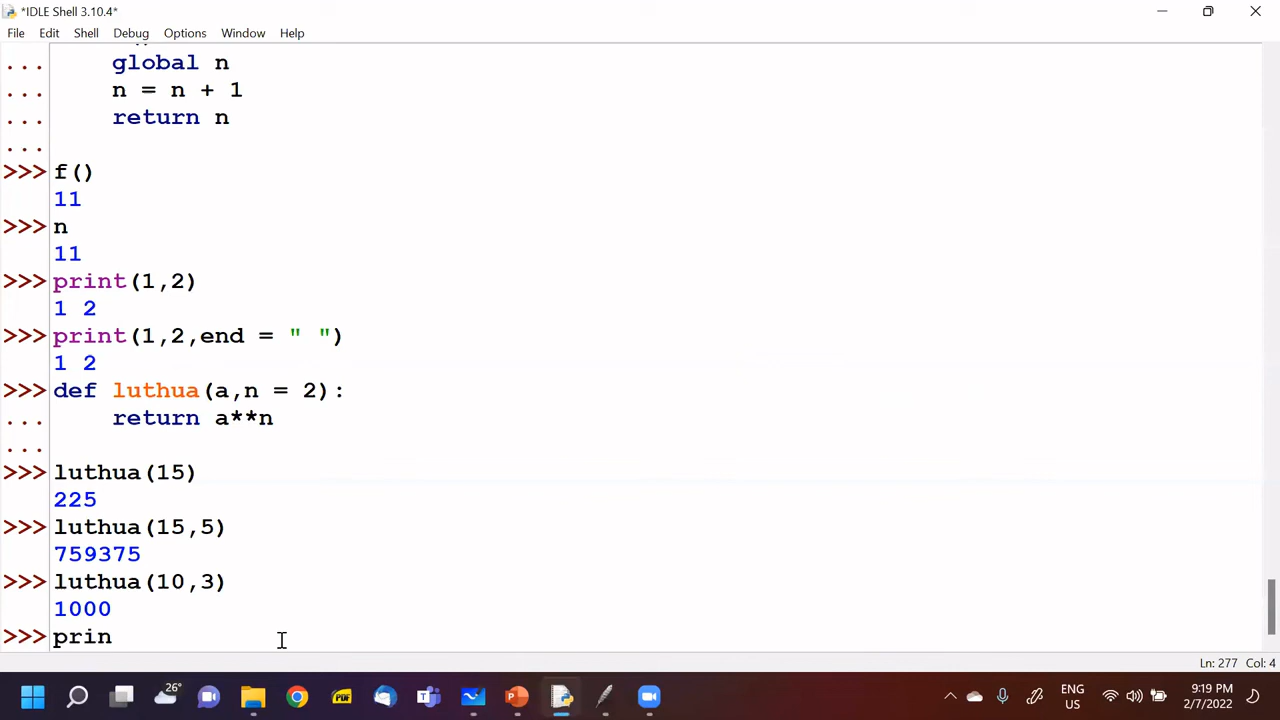 *IDLE Shell 3.10.4*
File Edit Shell Debug Options Window Help
... global n
... n = n + 1
... return n
...
>>> f()
11
>>> n
11
>>> print(1,2)
1 2
>>> print(1,2,end = " ")
1 2
>>> def luthua(a,n = 2):
... return a**n
...
>>> luthua(15)
225
>>> luthua(15,5)
759375
>>> luthua(10,3)
1000
>>> prin
Ln: 277 Col: 4
26°
PDF
ENG
US
9:19 PM
2/7/2022